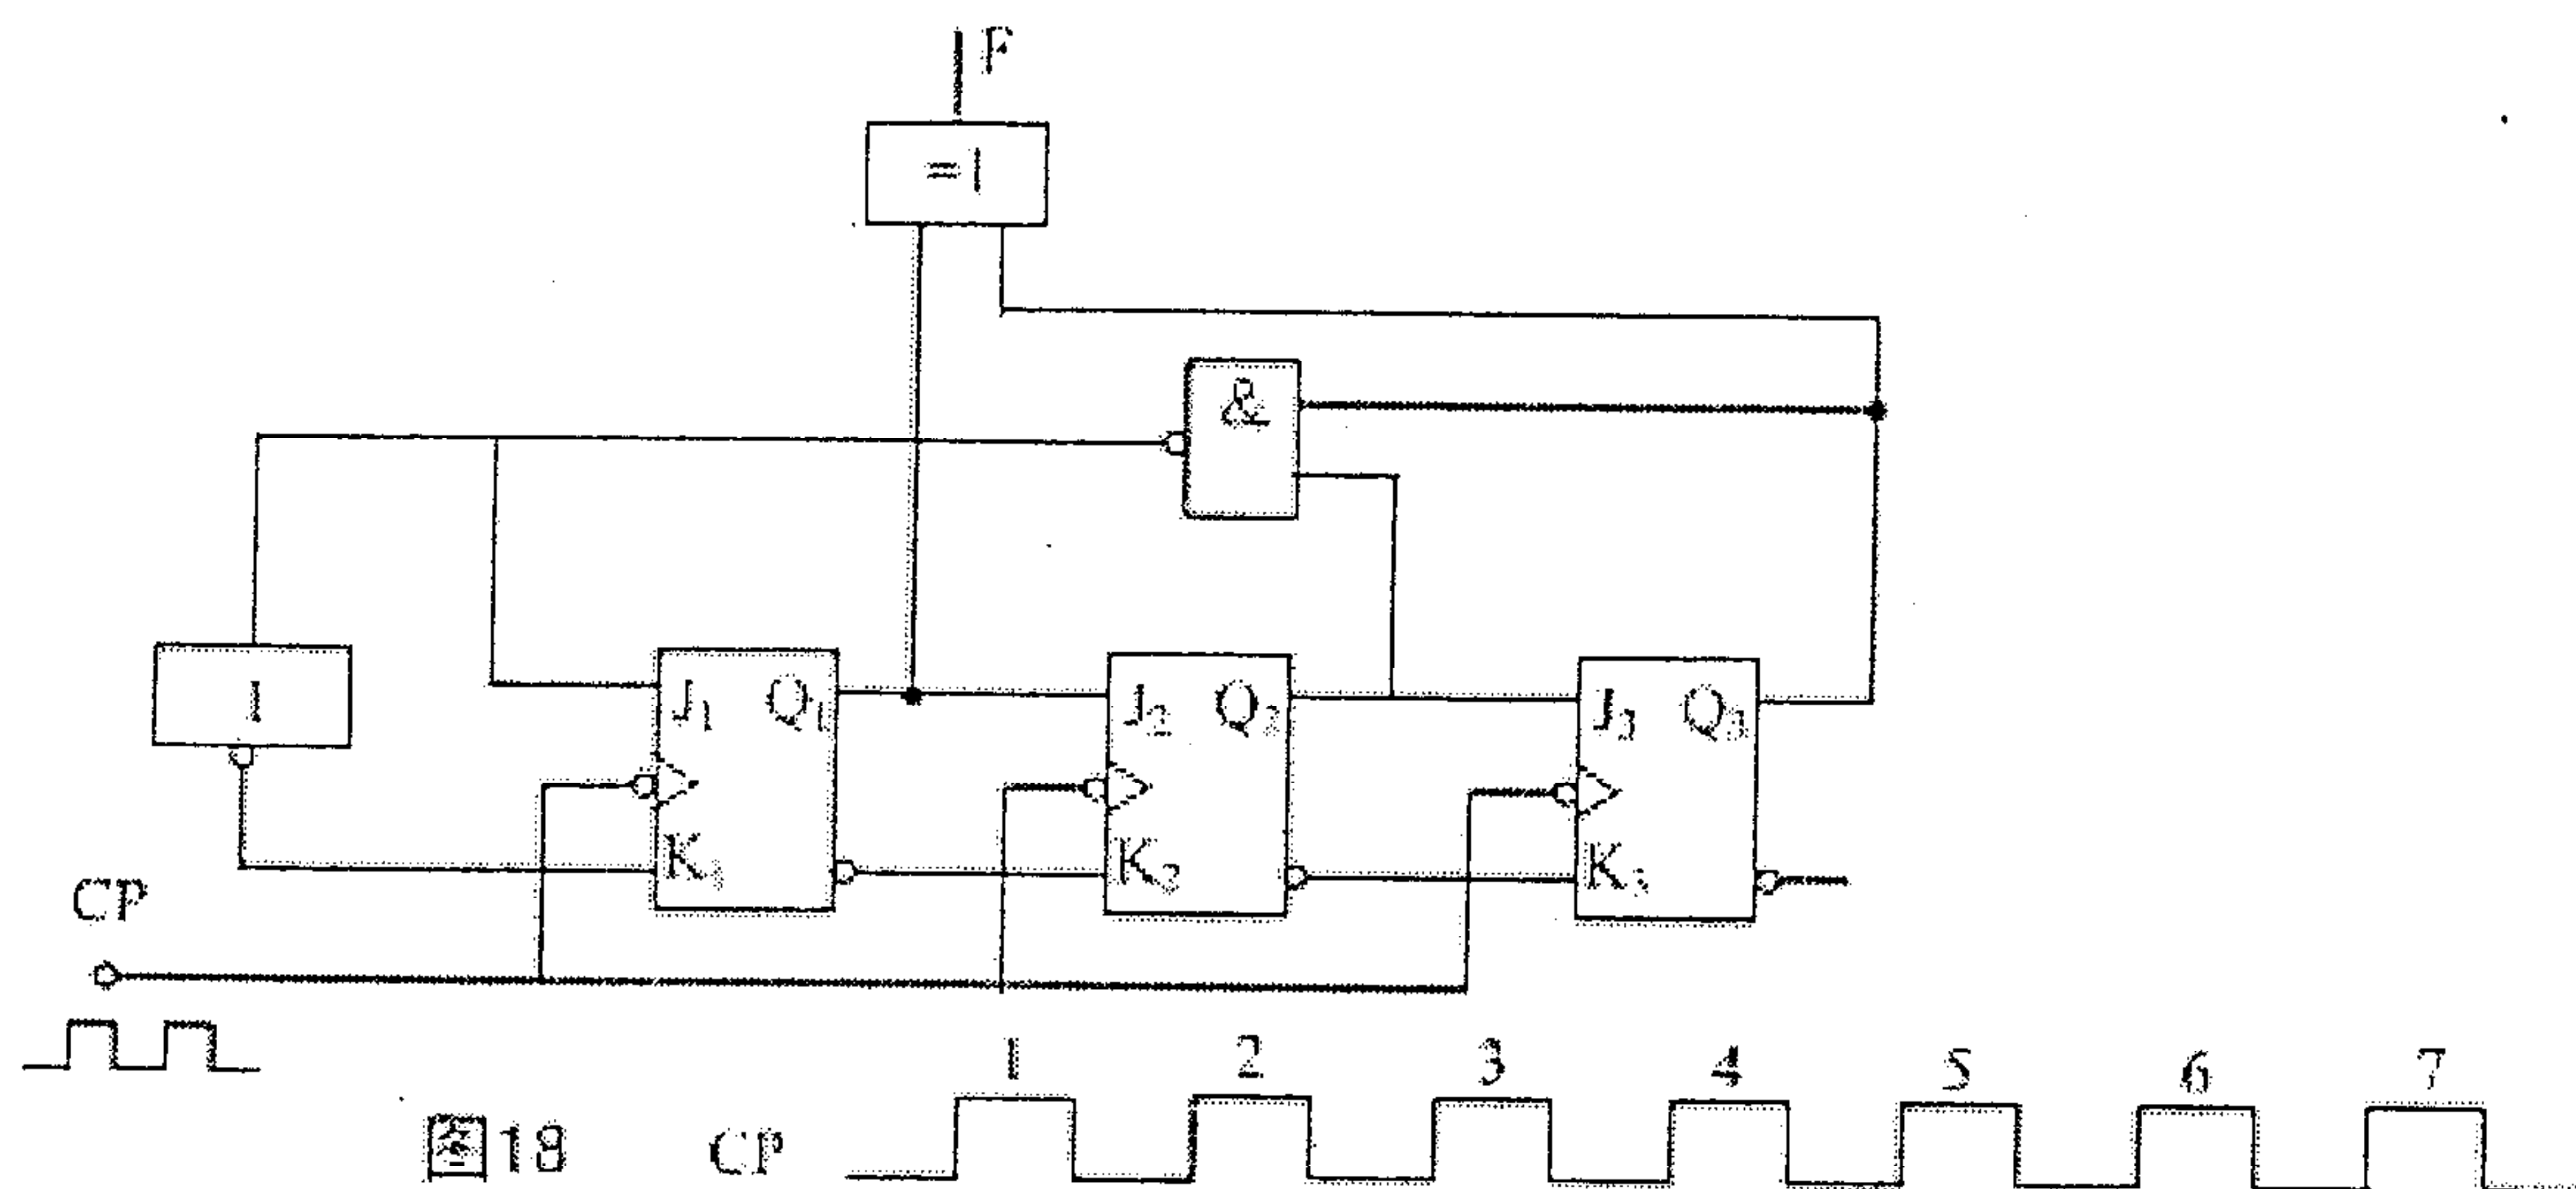 F
=1
&
1
J₁ Q₁
K₁
J₂ Q₂
K₂
J₃ Q₃
K₃
CP
1 2 3 4 5 6 7
图18 CP